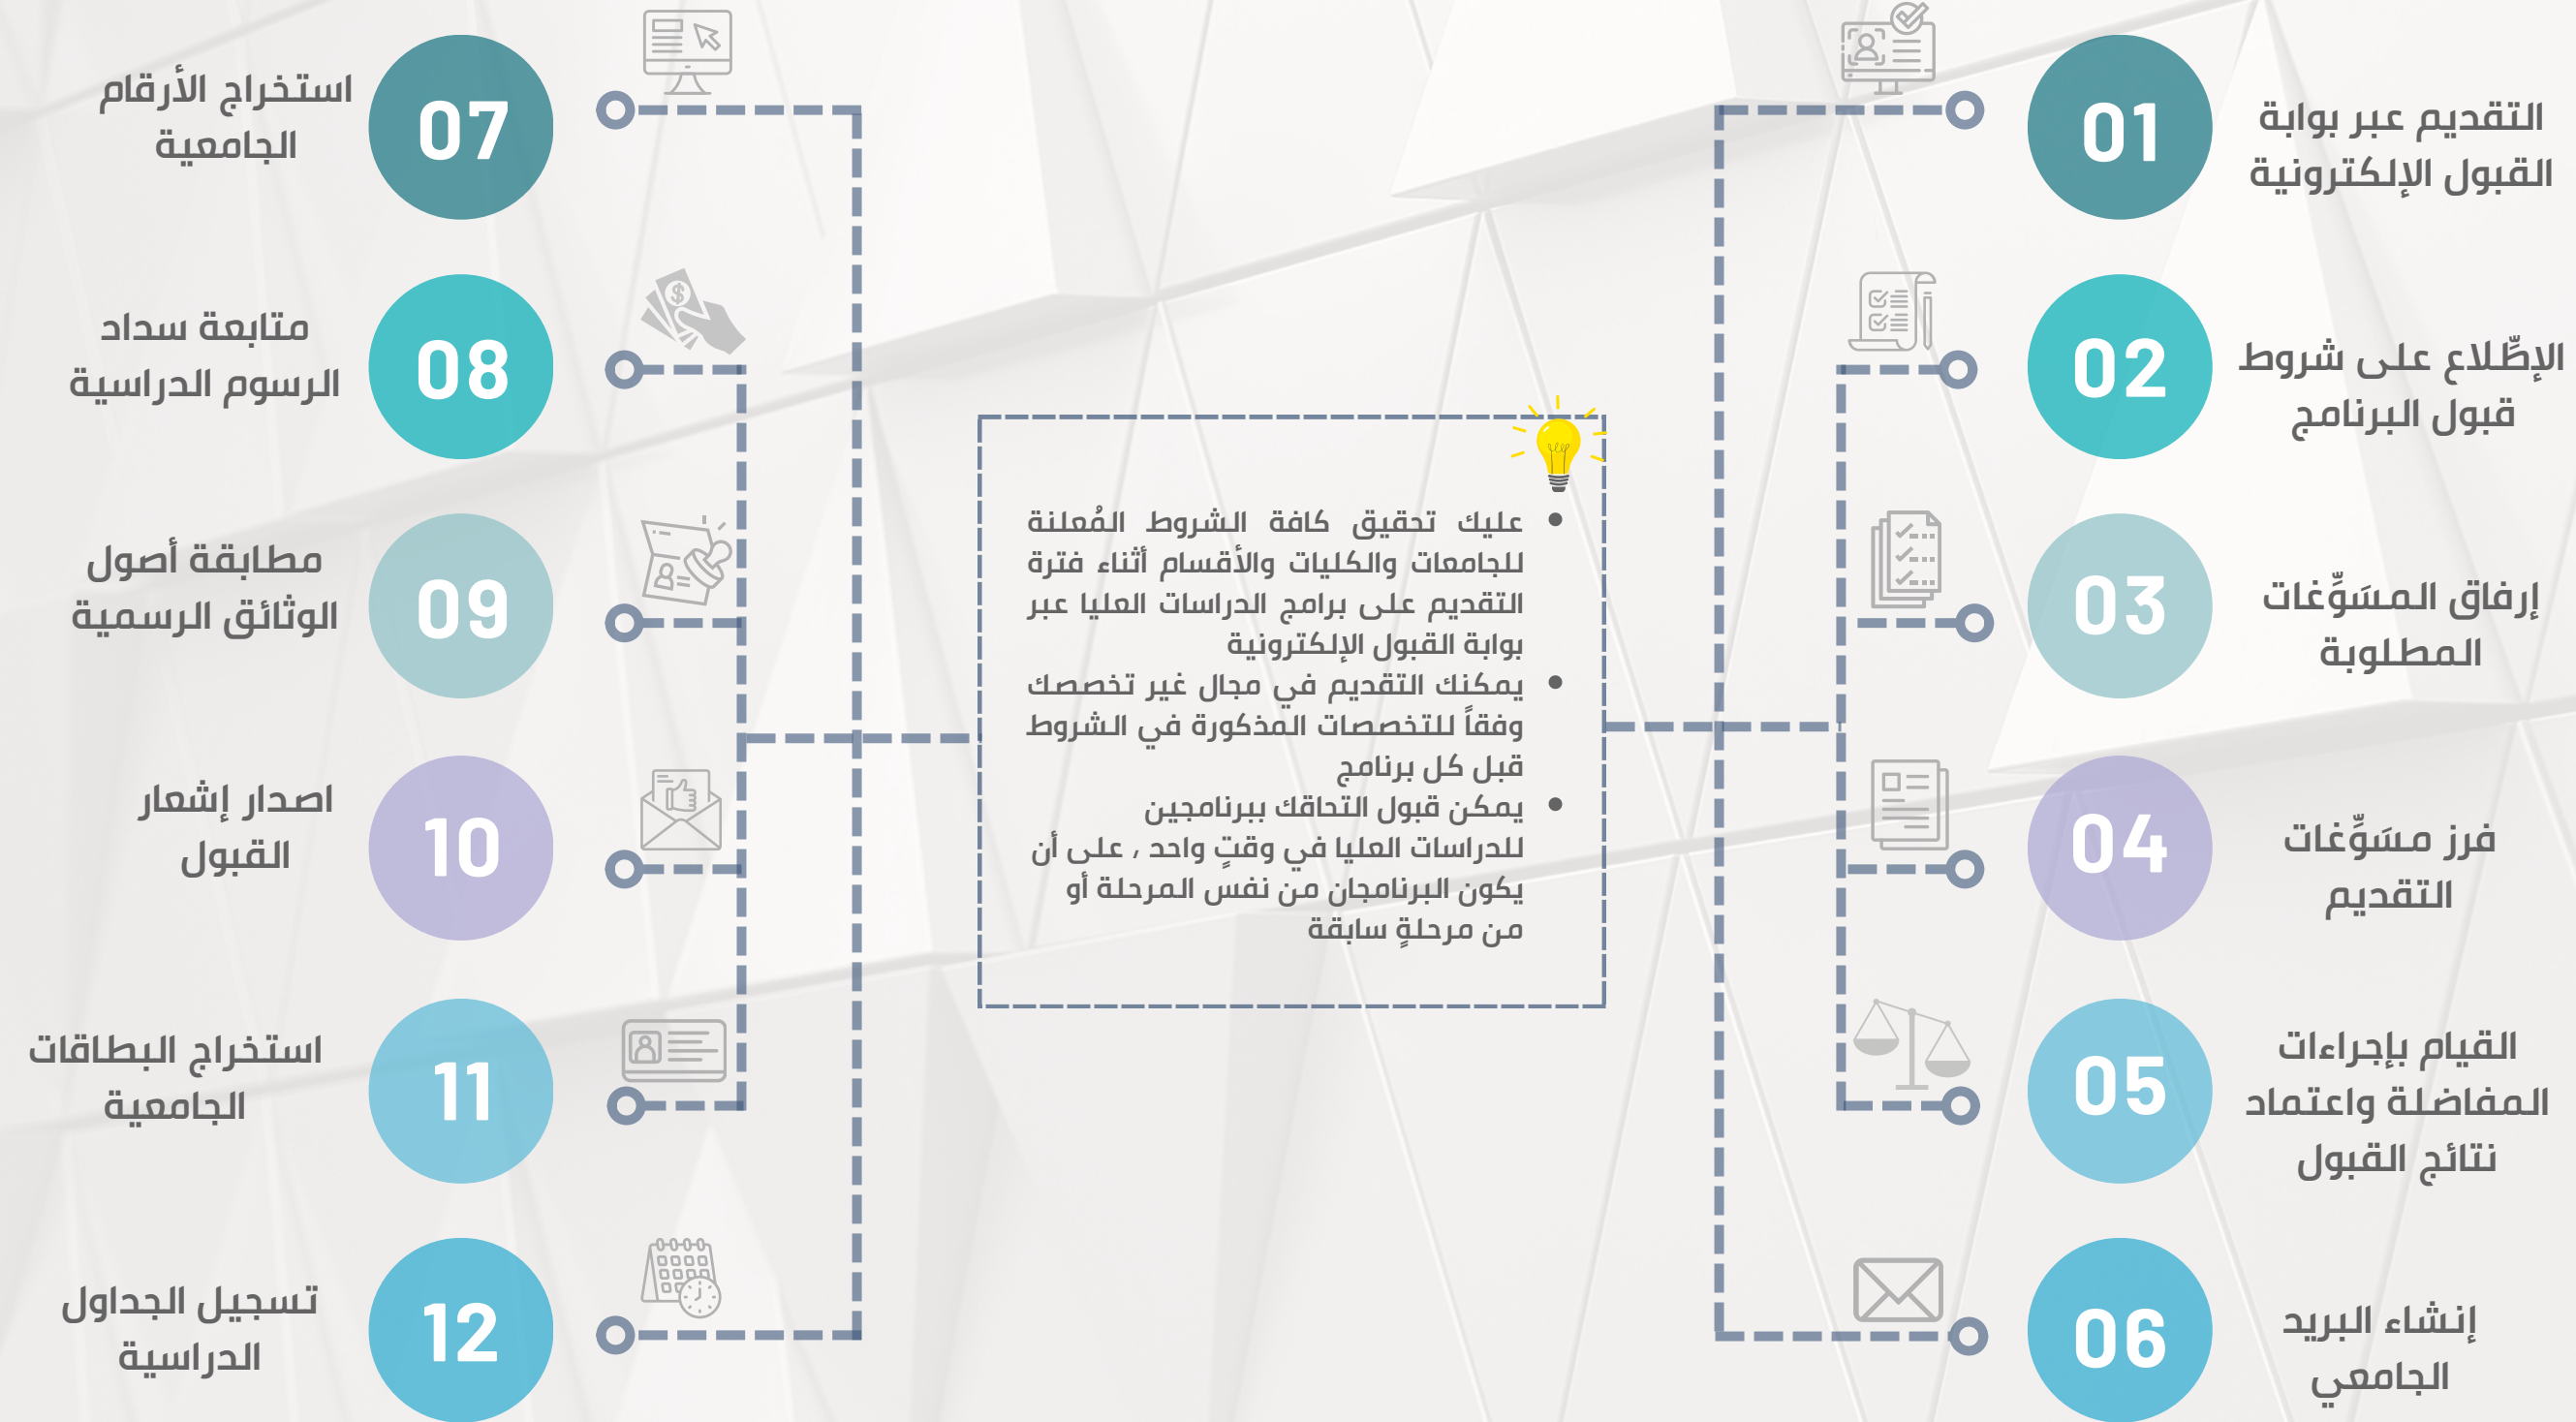 01
التقديم عبر بوابة
القبول الإلكترونية
02
الإطِّلاع على شروط
قبول البرنامج
03
إرفاق المسَوِّغات
المطلوبة
04
فرز مسَوِّغات
التقديم
05
القيام بإجراءات
المفاضلة واعتماد
نتائج القبول
06
إنشاء البريد
الجامعي
• عليك تحقيق كافة الشروط المُعلنة
للجامعات والكليات والأقسام أثناء فترة
التقديم على برامج الدراسات العليا عبر
بوابة القبول الإلكترونية
• يمكنك التقديم في مجال غير تخصصك
وفقاً للتخصصات المذكورة في الشروط
قبل كل برنامج
• يمكن قبول التحاقك ببرنامجين
للدراسات العليا في وقتٍ واحد ، على أن
يكون البرنامجان من نفس المرحلة أو
من مرحلةٍ سابقة
07
استخراج الأرقام
الجامعية
08
متابعة سداد
الرسوم الدراسية
09
مطابقة أصول
الوثائق الرسمية
10
اصدار إشعار
القبول
11
استخراج البطاقات
الجامعية
12
تسجيل الجداول
الدراسية